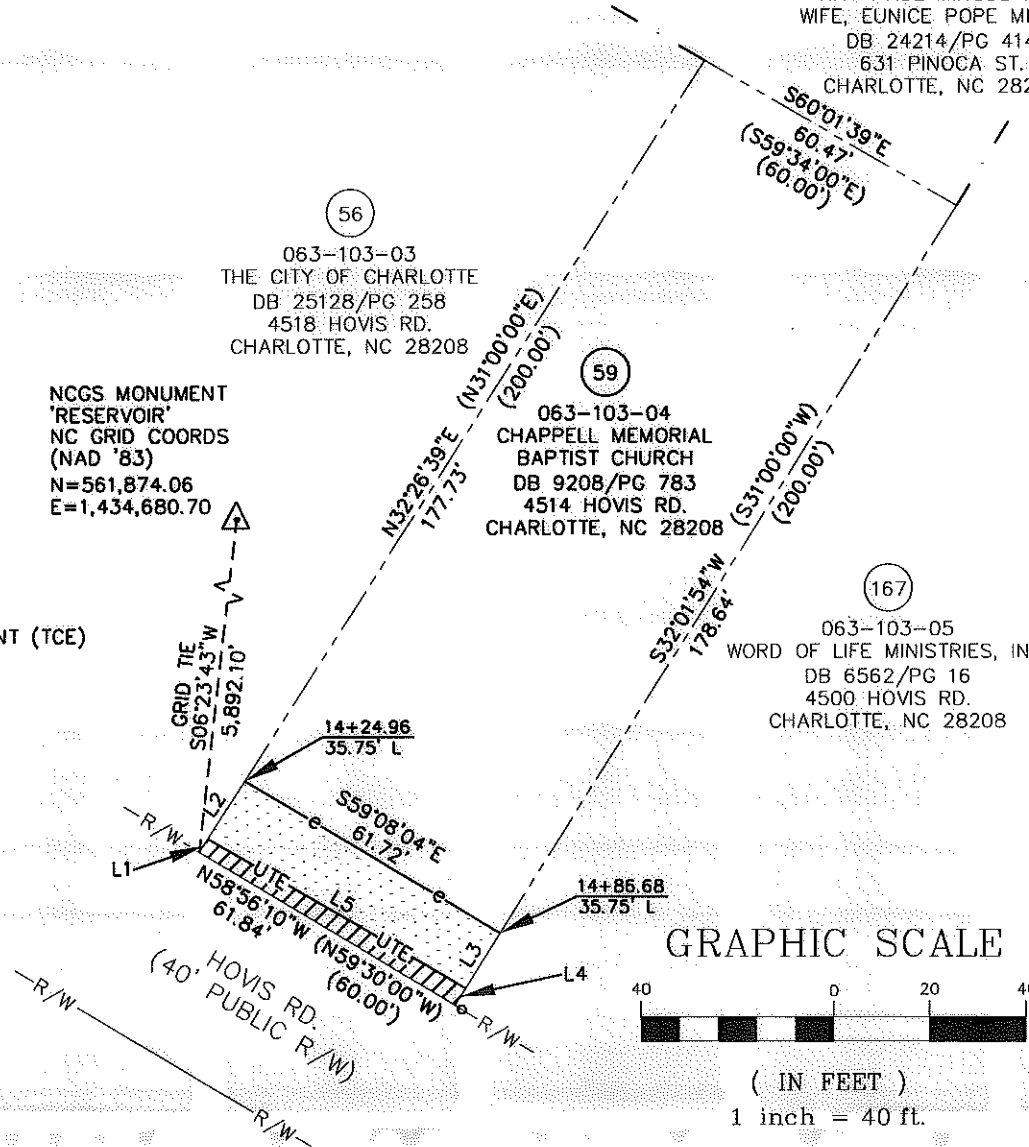 WIFE, EUNICE POPE
DB 24214/PG
631 PINOCA ST.
CHARLOTTE, NC
S60°01'39"E
60.47'
(S59°34'00"E)
(60.00')
56
063-103-03
THE CITY OF CHARLOTTE
DB 25128/PG 258
4518 HOVIS RD.
CHARLOTTE, NC 28208
(N31°00'00"E)
(200.00')
N32°26'39"E
177.73'
59
063-103-04
CHAPPELL MEMORIAL
BAPTIST CHURCH
DB 9208/PG 783
4514 HOVIS RD.
CHARLOTTE, NC 28208
NCGS MONUMENT
'RESERVOIR'
NC GRID COORDS
(NAD '83)
N=561,874.06
E=1,434,680.70
(S31°00'00"W)
(200.00')
S32°01'54"W
178.64'
167
063-103-05
WORD OF LIFE MINISTRIES,
DB 6562/PG 16
4500 HOVIS RD.
CHARLOTTE, NC 28208
(TCE)
GRID TIE
S06°23'43"W
5,892.10'
14+24.96
35.75' L
L2
S59°08'04"E
61.72'
e
e
R/W
L1
UTE
L5
UTE
14+86.68
35.75' L
L3
L4
N58°56'10"W (N59°30'00"W)
61.84' (60.00')
R/W
HOVIS RD.
(40' PUBLIC R/W)
R/W
R/W
GRAPHIC SCALE
40 0 20
( IN FEET )
1 inch = 40 ft.